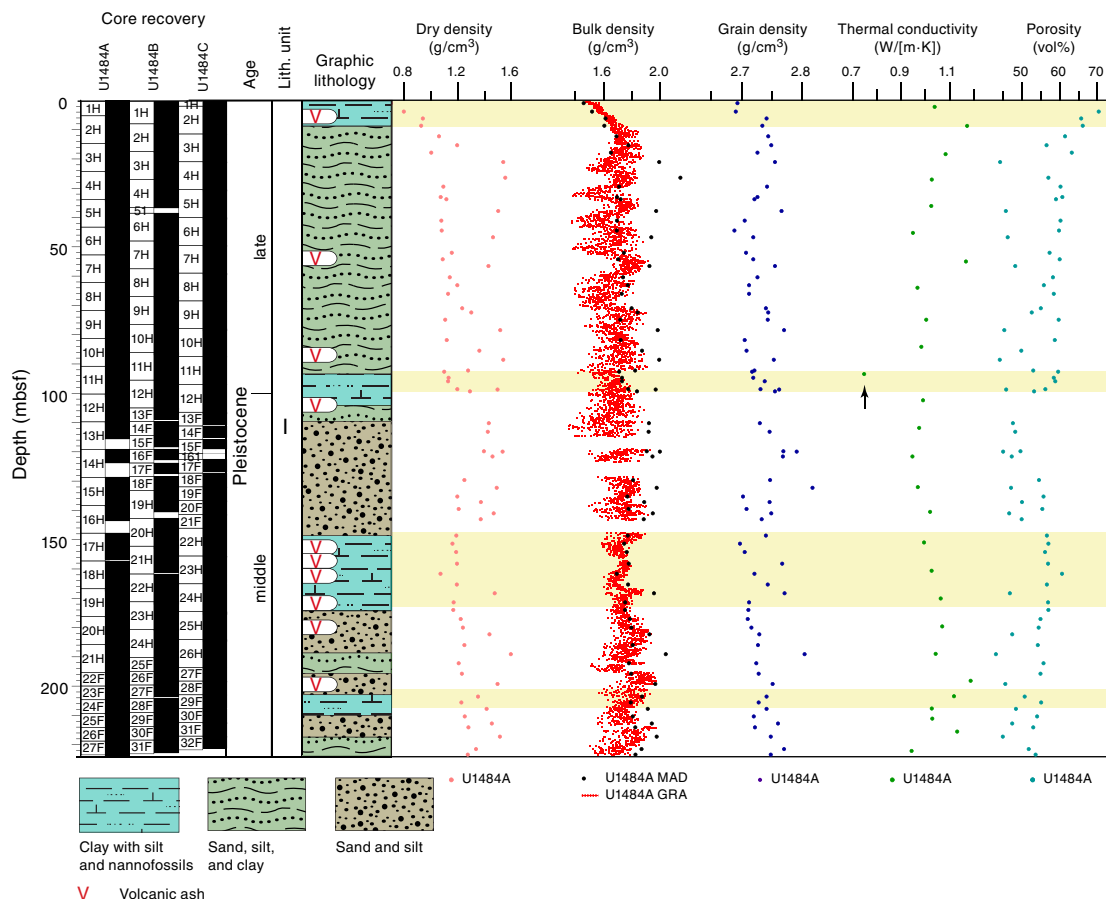 Core recovery
U1484A
U1484B
U1484C
Age
Lith. unit
Graphic
lithology
Dry density
(g/cm3)
Bulk density
(g/cm3)
Grain density
(g/cm3)
Thermal conductivity
(W/[m·K])
Porosity
(vol%)
0.8 1.2 1.6
1.6 2.0
2.7 2.8
0.7 0.9 1.1
50 60 70
Depth (mbsf)
0
50
100
150
200
1H
2H
3H
4H
5H
6H
7H
8H
9H
10H
11H
12H
13H
14H
15H
16H
17H
18H
19H
20H
21H
22F
23F
24F
25F
26F
27F
1H
2H
3H
4H
51
6H
7H
8H
9H
10H
11H
12H
13F
14F
15F
16F
17F
18F
19H
20H
21H
22H
23H
24H
25F
26F
27F
28F
29F
30F
31F
1H
2H
3H
4H
5H
6H
7H
8H
9H
10H
11H
12H
13F
14F
15F
161
17F
18F
19F
20F
21F
22H
23H
24H
25H
26H
27F
28F
29F
30F
31F
32F
Pleistocene
late
middle
I
V
V
V
V
V
V
V
V
V
V
U1484A
U1484A MAD
U1484A GRA
U1484A
U1484A
U1484A
Clay with silt
and nannofossils
Sand, silt,
and clay
Sand and silt
V Volcanic ash